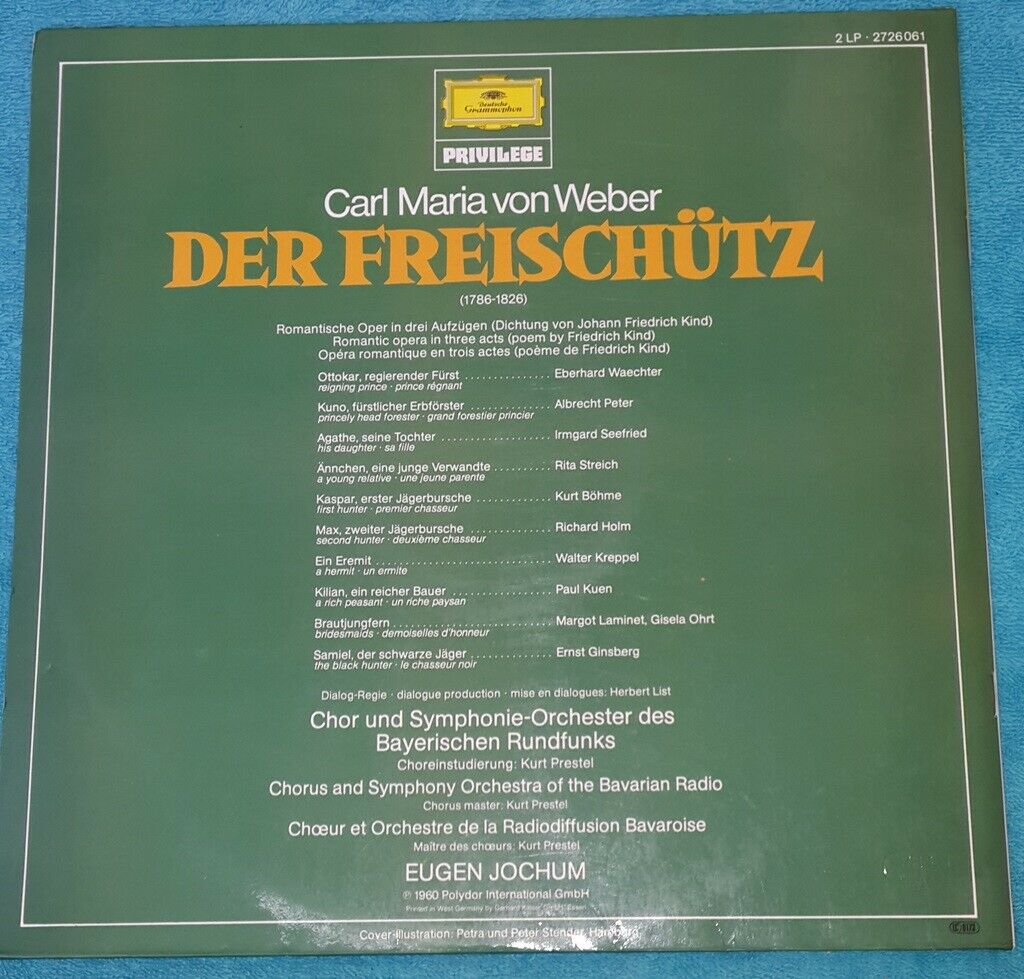 2 LP · 2726061
Deutsche
Grammophon
PRIVILEGE
Carl Maria von Weber
DER FREISCHÜTZ
(1786-1826)
Romantische Oper in drei Aufzügen (Dichtung von Johann Friedrich Kind)
Romantic opera in three acts (poem by Friedrich Kind)
Opéra romantique en trois actes (poème de Friedrich Kind)
Ottokar, regierender Fürst ............... Eberhard Waechter
reigning prince · prince régnant
Kuno, fürstlicher Erbförster .............. Albrecht Peter
princely head forester · grand forestier princier
Agathe, seine Tochter ................... Irmgard Seefried
his daughter · sa fille
Ännchen, eine junge Verwandte .......... Rita Streich
a young relative · une jeune parente
Kaspar, erster Jägerbursche ............. Kurt Böhme
first hunter · premier chasseur
Max, zweiter Jägerbursche .............. Richard Holm
second hunter · deuxième chasseur
Ein Eremit ............................... Walter Kreppel
a hermit · un ermite
Kilian, ein reicher Bauer ................. Paul Kuen
a rich peasant · un riche paysan
Brautjungfern ............................ Margot Laminet, Gisela Ohrt
bridesmaids · demoiselles d'honneur
Samiel, der schwarze Jäger .............. Ernst Ginsberg
the black hunter · le chasseur noir
Dialog-Regie · dialogue production · mise en dialogues: Herbert List
Chor und Symphonie-Orchester des
Bayerischen Rundfunks
Choreinstudierung: Kurt Prestel
Chorus and Symphony Orchestra of the Bavarian Radio
Chorus master: Kurt Prestel
Chœur et Orchestre de la Radiodiffusion Bavaroise
Maître des chœurs: Kurt Prestel
EUGEN JOCHUM
℗ 1960 Polydor International GmbH
Printed in West Germany by Gerhard Kaiser GmbH, Essen
Cover-Illustration: Petra und Peter Stender, Hamburg